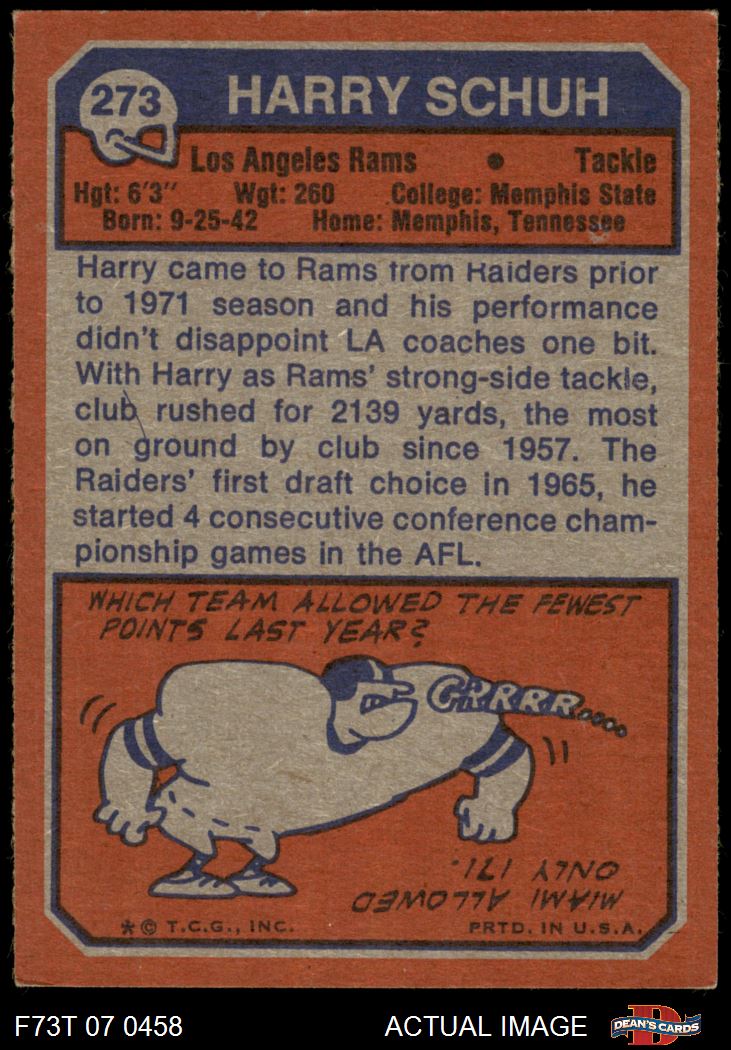 273 HARRY SCHUH
Los Angeles Rams • Tackle
Hgt: 6'3" Wgt: 260 College: Memphis State
Born: 9-25-42 Home: Memphis, Tennessee
Harry came to Rams from Raiders prior
to 1971 season and his performance
didn't disappoint LA coaches one bit.
With Harry as Rams' strong-side tackle,
club rushed for 2139 yards, the most
on ground by club since 1957. The
Raiders' first draft choice in 1965, he
started 4 consecutive conference cham-
pionship games in the AFL.
WHICH TEAM ALLOWED THE FEWEST
POINTS LAST YEAR?
GRRRRR....
MIAMI ALLOWED
ONLY 171.
* © T.C.G., INC. PRTD. IN U.S.A.
F73T 07 0458 ACTUAL IMAGE
D
DEAN'S CARDS